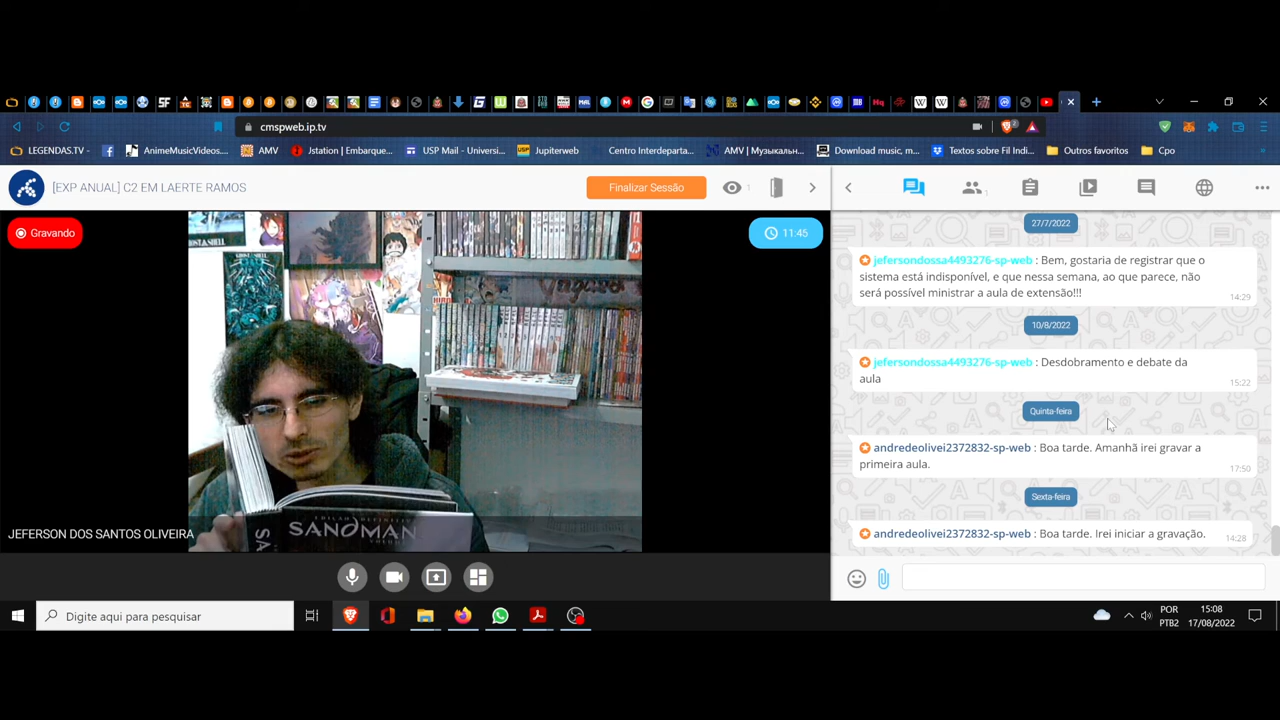 cmspweb.ip.tv
2
LEGENDAS.TV -
AnimeMusicVideos...
AMV
Jstation | Embarque...
USP Mail - Universi...
Jupiterweb
Centro Interdeparta...
AMV | Музыкальн...
Download music, m...
Textos sobre Fil Indi...
Outros favoritos
Cpo
[EXP ANUAL] C2 EM LAERTE RAMOS
Finalizar Sessão
1
1
Gravando
11:45
27/7/2022
jefersondossa4493276-sp-web : Bem, gostaria de registrar que o
sistema está indisponível, e que nessa semana, ao que parece, não
será possível ministrar a aula de extensão!!!
14:29
10/8/2022
jefersondossa4493276-sp-web : Desdobramento e debate da
aula
15:22
Quinta-feira
andredeolivei2372832-sp-web : Boa tarde. Amanhã irei gravar a
primeira aula.
17:50
Sexta-feira
andredeolivei2372832-sp-web : Boa tarde. Irei iniciar a gravação.
14:28
SANDMAN
JEFERSON DOS SANTOS OLIVEIRA
Digite aqui para pesquisar
POR
PTB2
15:08
17/08/2022